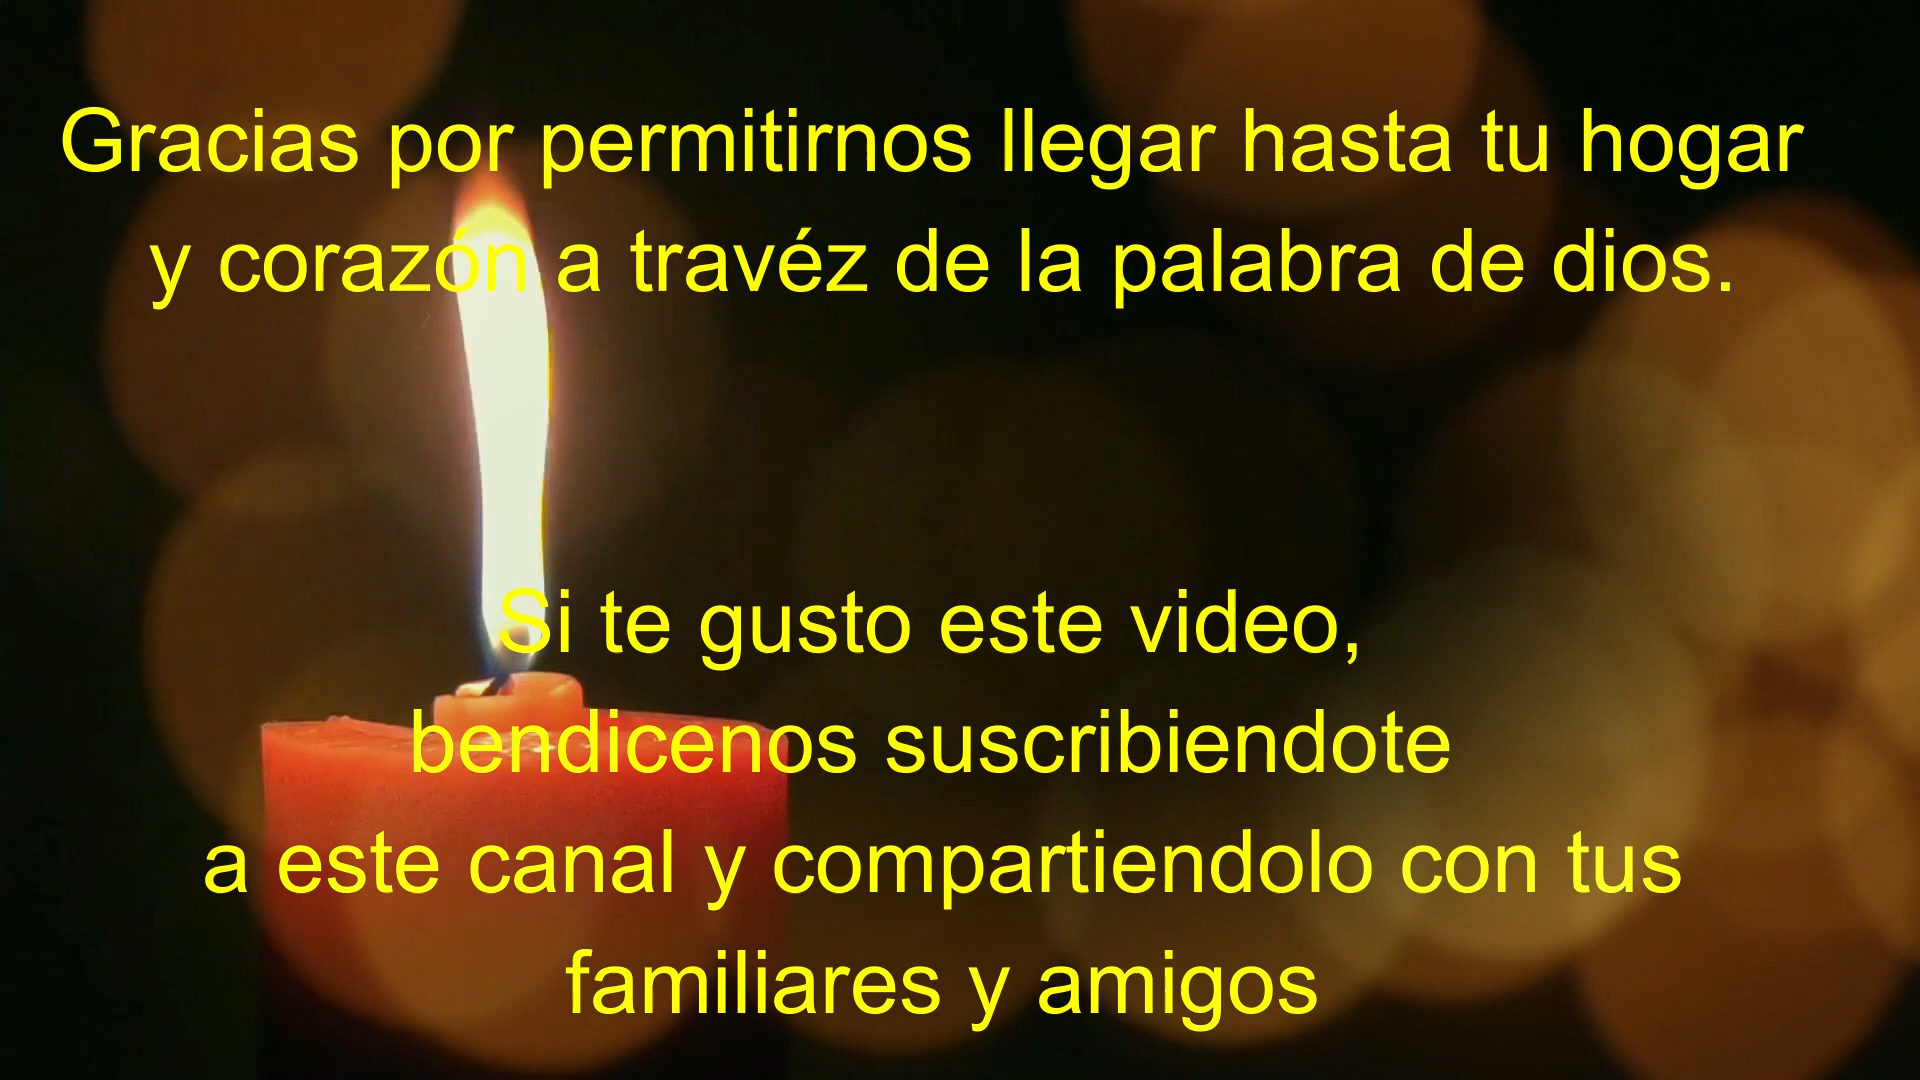 Gracias por permitirnos llegar hasta tu hogar
y corazón a travéz de la palabra de dios.
Si te gusto este video,
bendicenos suscribiendote
a este canal y compartiendolo con tus
familiares y amigos